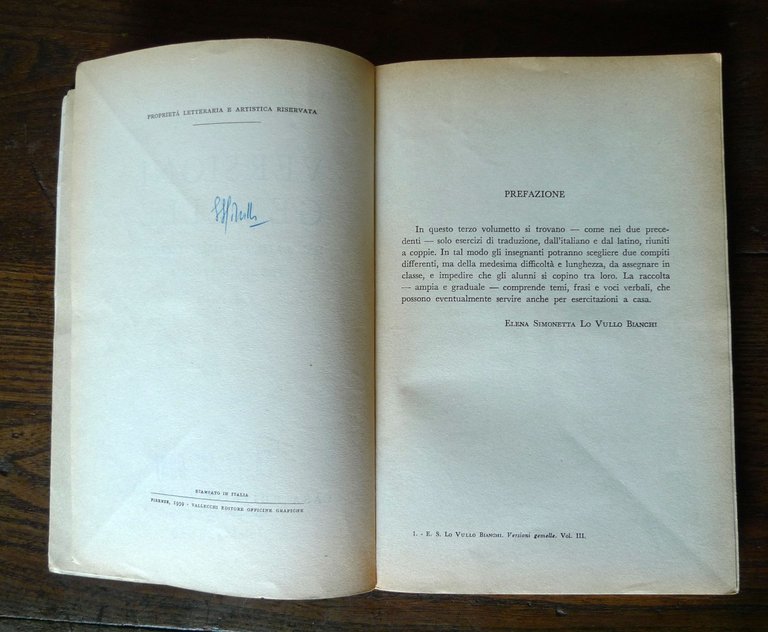 PROPRIETÀ LETTERARIA E ARTISTICA RISERVATA
STAMPATO IN ITALIA
FIRENZE, 1959 - VALLECCHI EDITORE OFFICINE GRAFICHE
PREFAZIONE
In questo terzo volumetto si trovano — come nei due prece-
denti — solo esercizi di traduzione, dall'italiano e dal latino, riuniti
a coppie. In tal modo gli insegnanti potranno scegliere due compiti
differenti, ma della medesima difficoltà e lunghezza, da assegnare in
classe, e impedire che gli alunni si copino tra loro. La raccolta
— ampia e graduale — comprende temi, frasi e voci verbali, che
possono eventualmente servire anche per esercitazioni a casa.
ELENA SIMONETTA LO VULLO BIANCHI
1. - E. S. LO VULLO BIANCHI. Versioni gemelle. Vol. III.